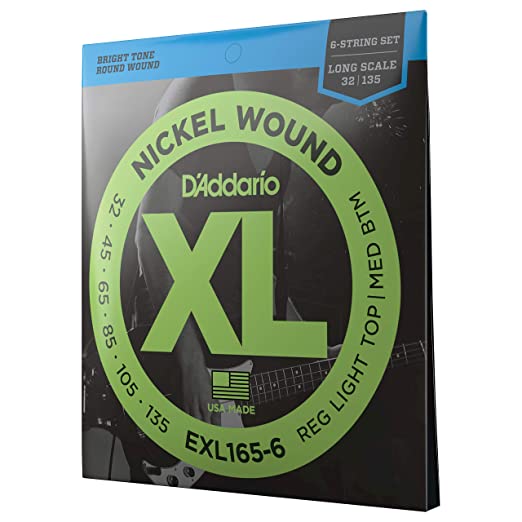 BRIGHT TONE
ROUND WOUND
6-STRING SET
LONG SCALE
32 | 135
NICKEL WOUND
D'Addario
XL
32 · 45 · 65 · 85 · 105 · 135
REG LIGHT TOP | MED BTM
USA MADE
EXL165-6